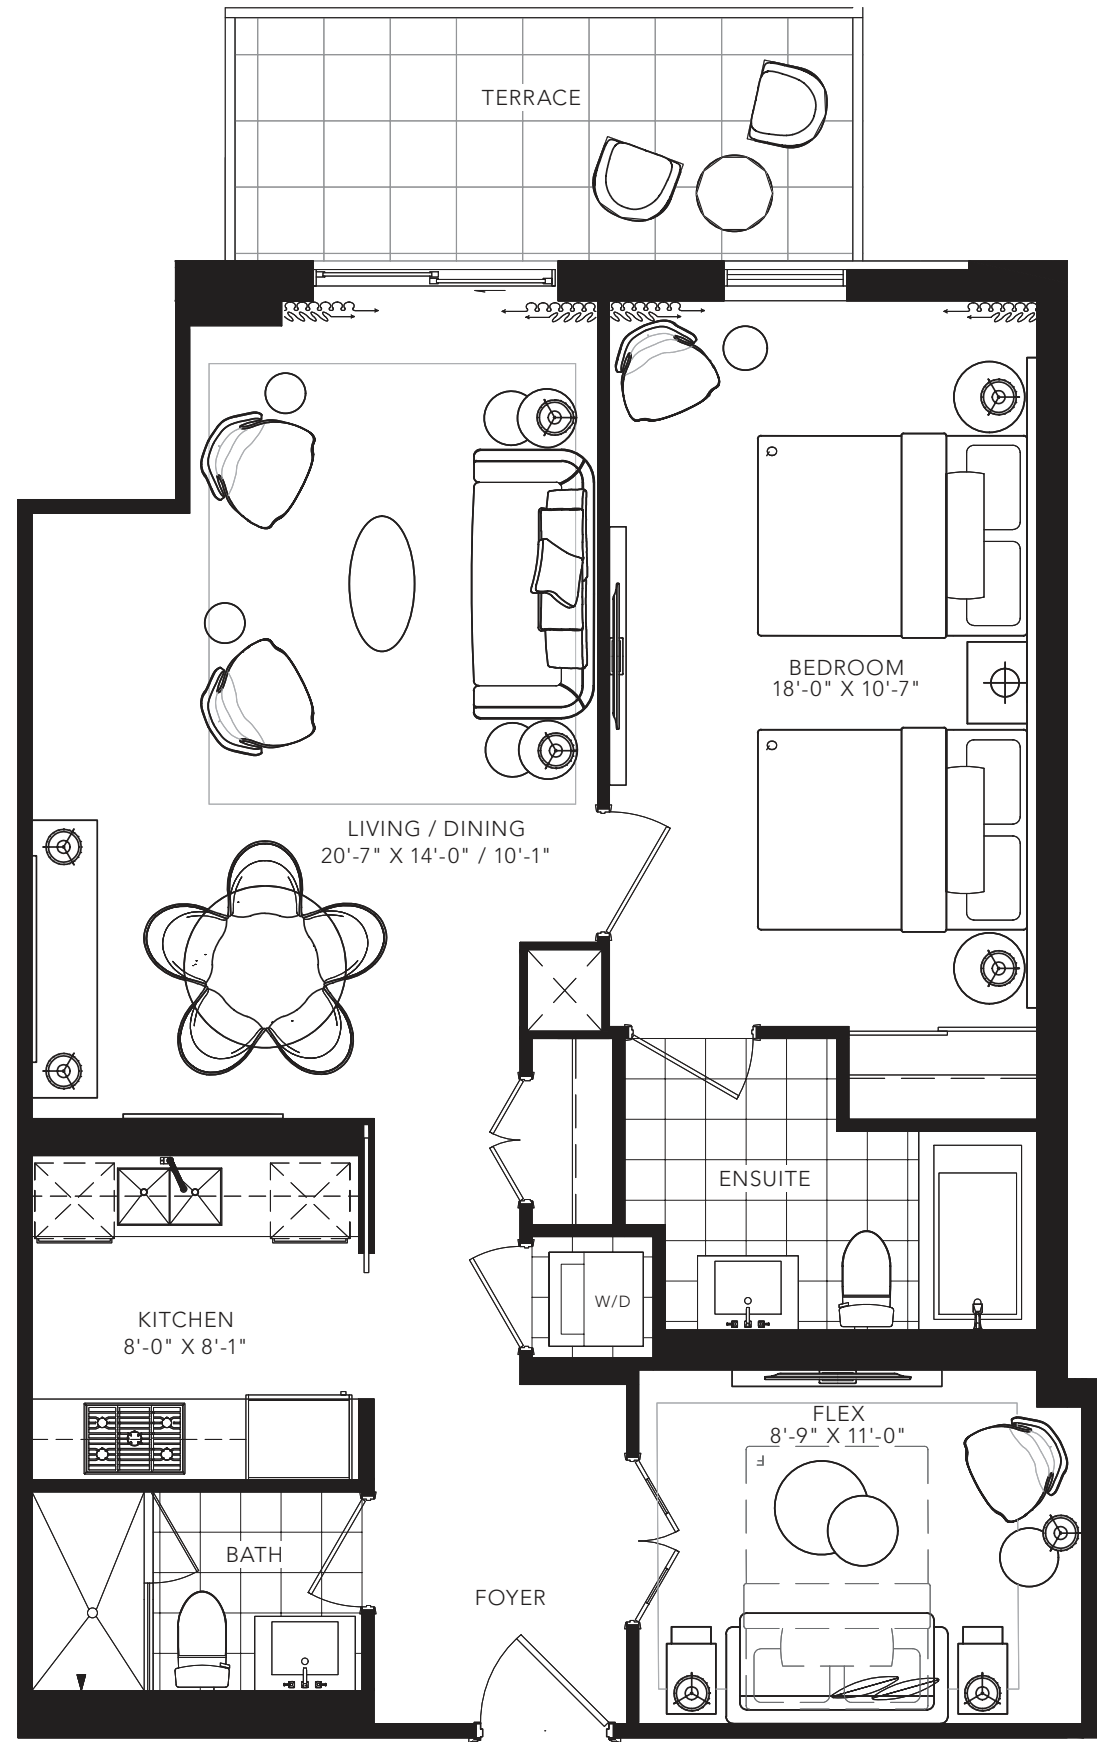 TERRACE
BEDROOM
18'-0" X 10'-7"
LIVING / DINING
20'-7" X 14'-0" / 10'-1"
ENSUITE
W/D
KITCHEN
8'-0" X 8'-1"
FLEX
8'-9" X 11'-0"
F
BATH
FOYER